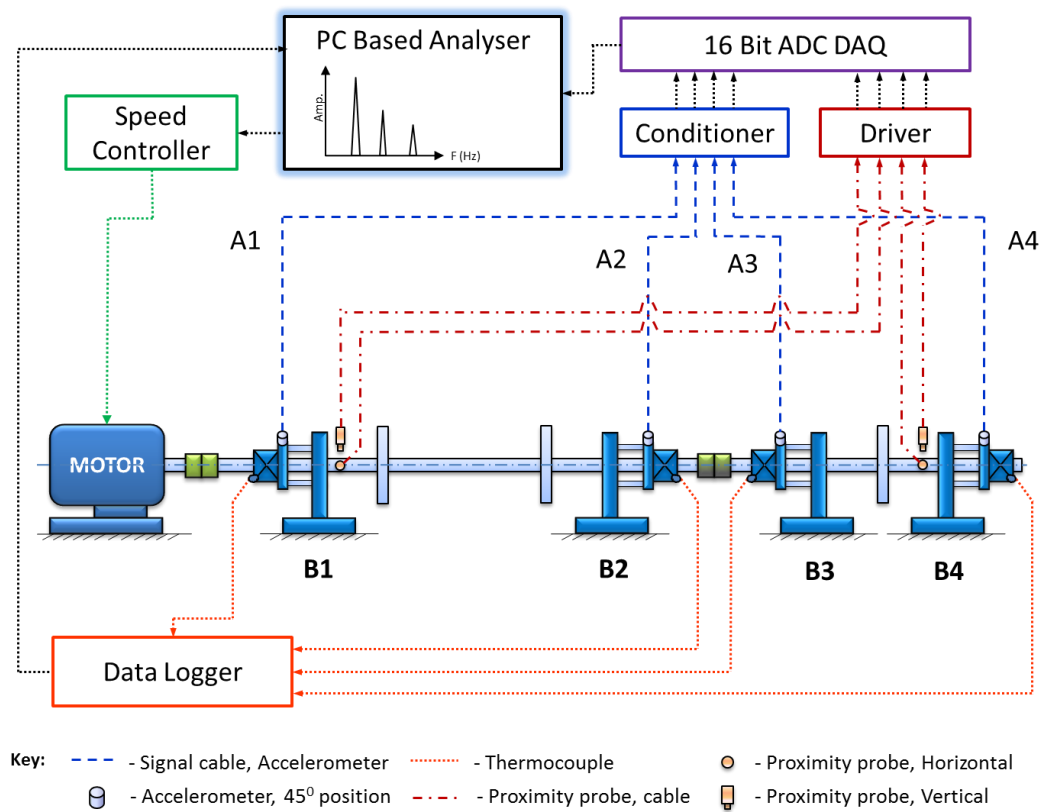 PC Based Analyser
Amp.
F (Hz)
16 Bit ADC DAQ
Speed
Controller
Conditioner
Driver
A1
A2
A3
A4
MOTOR
B1
B2
B3
B4
Data Logger
Key:
- Signal cable, Accelerometer
- Thermocouple
- Proximity probe, Horizontal
- Accelerometer, 45⁰ position
- Proximity probe, cable
- Proximity probe, Vertical